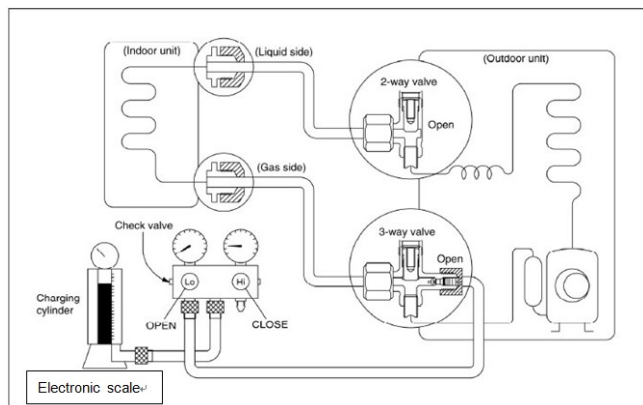 (Indoor unit)
(Liquid side)
(Outdoor unit)
2-way valve
Open
(Gas side)
3-way valve
Open
Check valve
Lo
Hi
Charging
cylinder
OPEN
CLOSE
Electronic scale